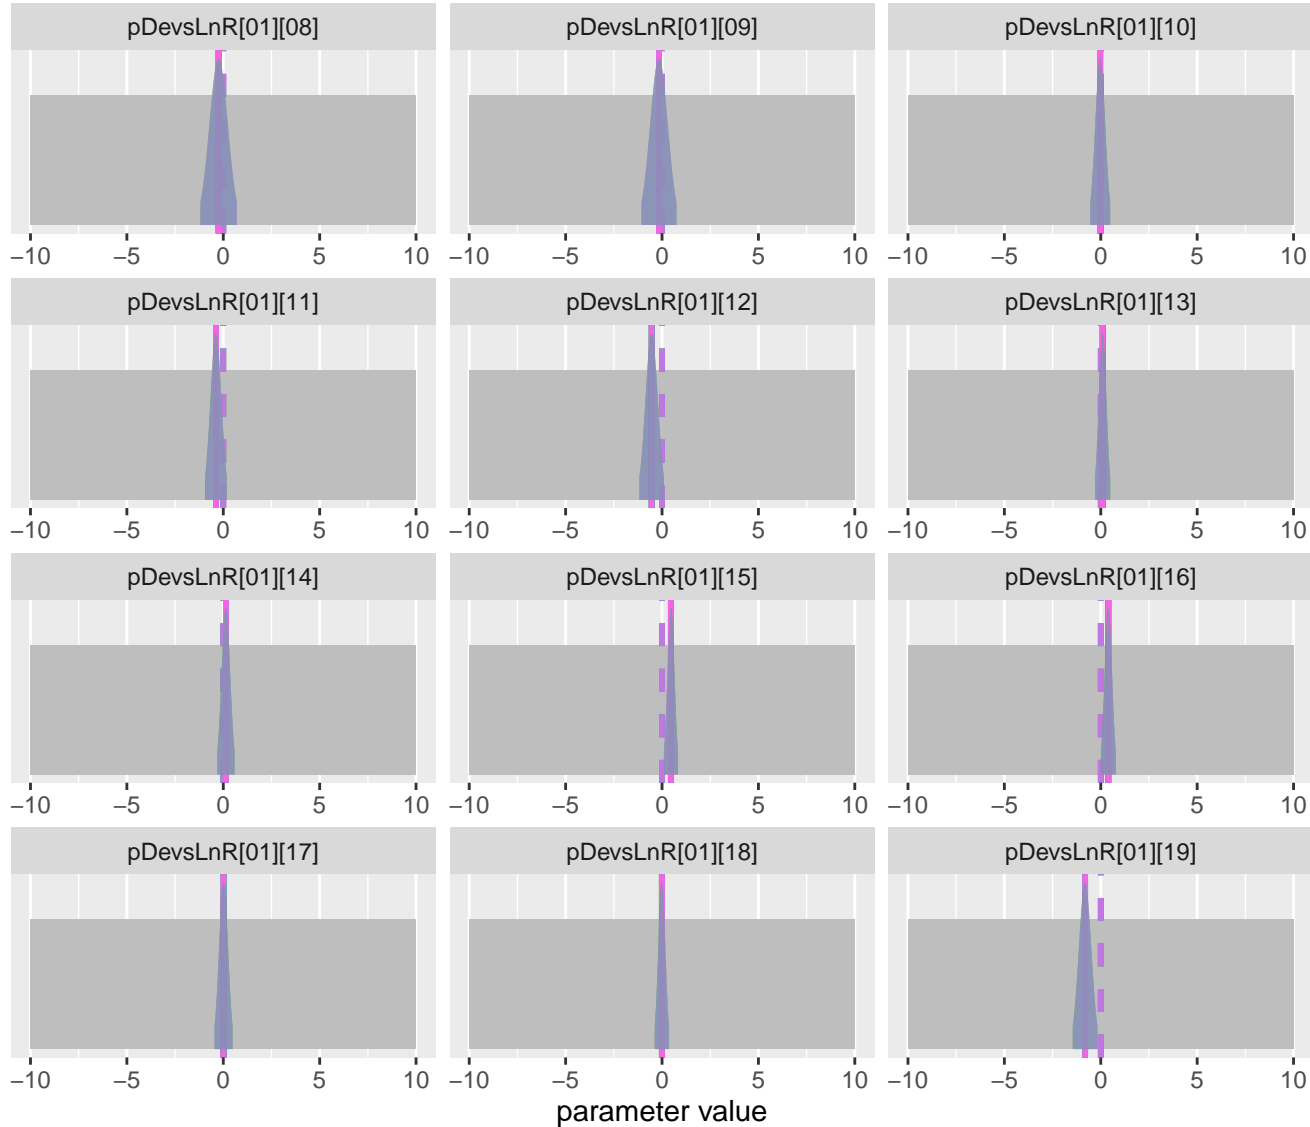 pDevsLnR[01][08] pDevsLnR[01][09] pDevsLnR[01][10]
−10 −5 0 5 10 −10 −5 0 5 10 −10 −5 0 5 10
pDevsLnR[01][11] pDevsLnR[01][12] pDevsLnR[01][13]
−10 −5 0 5 10 −10 −5 0 5 10 −10 −5 0 5 10
pDevsLnR[01][14] pDevsLnR[01][15] pDevsLnR[01][16]
−10 −5 0 5 10 −10 −5 0 5 10 −10 −5 0 5 10
pDevsLnR[01][17] pDevsLnR[01][18] pDevsLnR[01][19]
−10 −5 0 5 10 −10 −5 0 5 10 −10 −5 0 5 10
parameter value